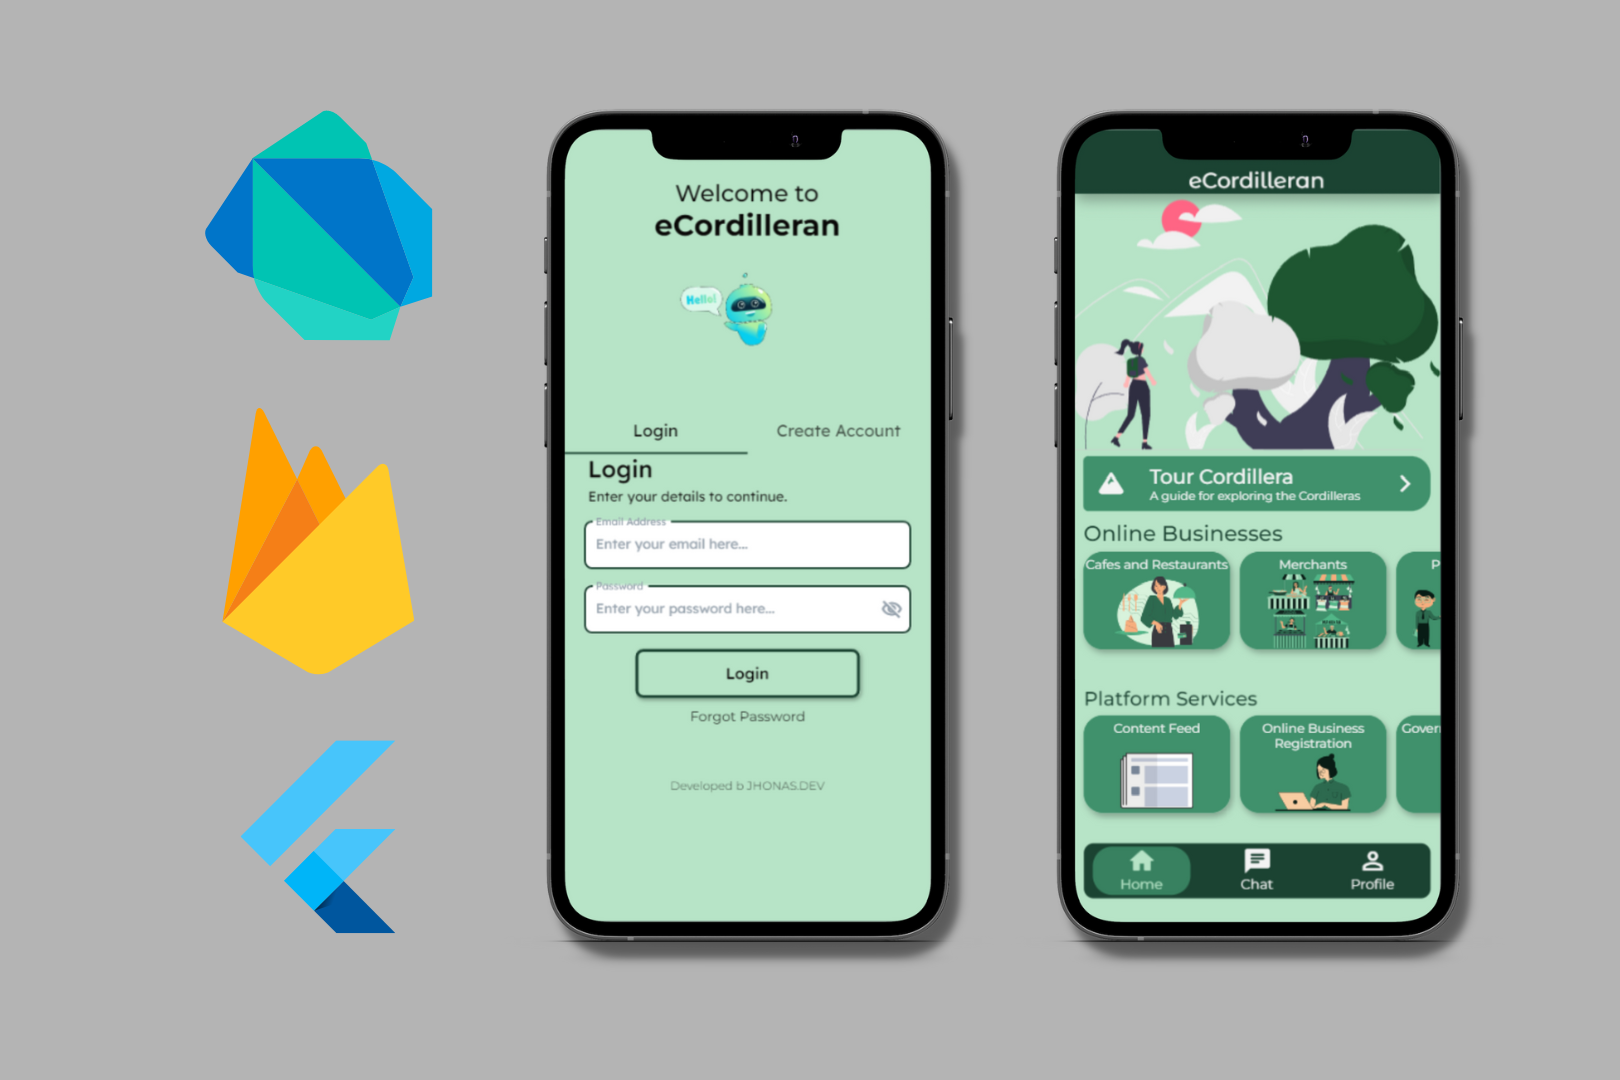 Welcome to
eCordilleran
Hello!
Login
Create Account
Login
Enter your details to continue.
Email Address
Enter your email here...
Password
Enter your password here...
Login
Forgot Password
Developed b JHONAS.DEV
eCordilleran
Tour Cordillera
A guide for exploring the Cordilleras
Online Businesses
Cafes and Restaurants
Merchants
P
Platform Services
Content Feed
Online Business
Registration
Govern
Home
Chat
Profile